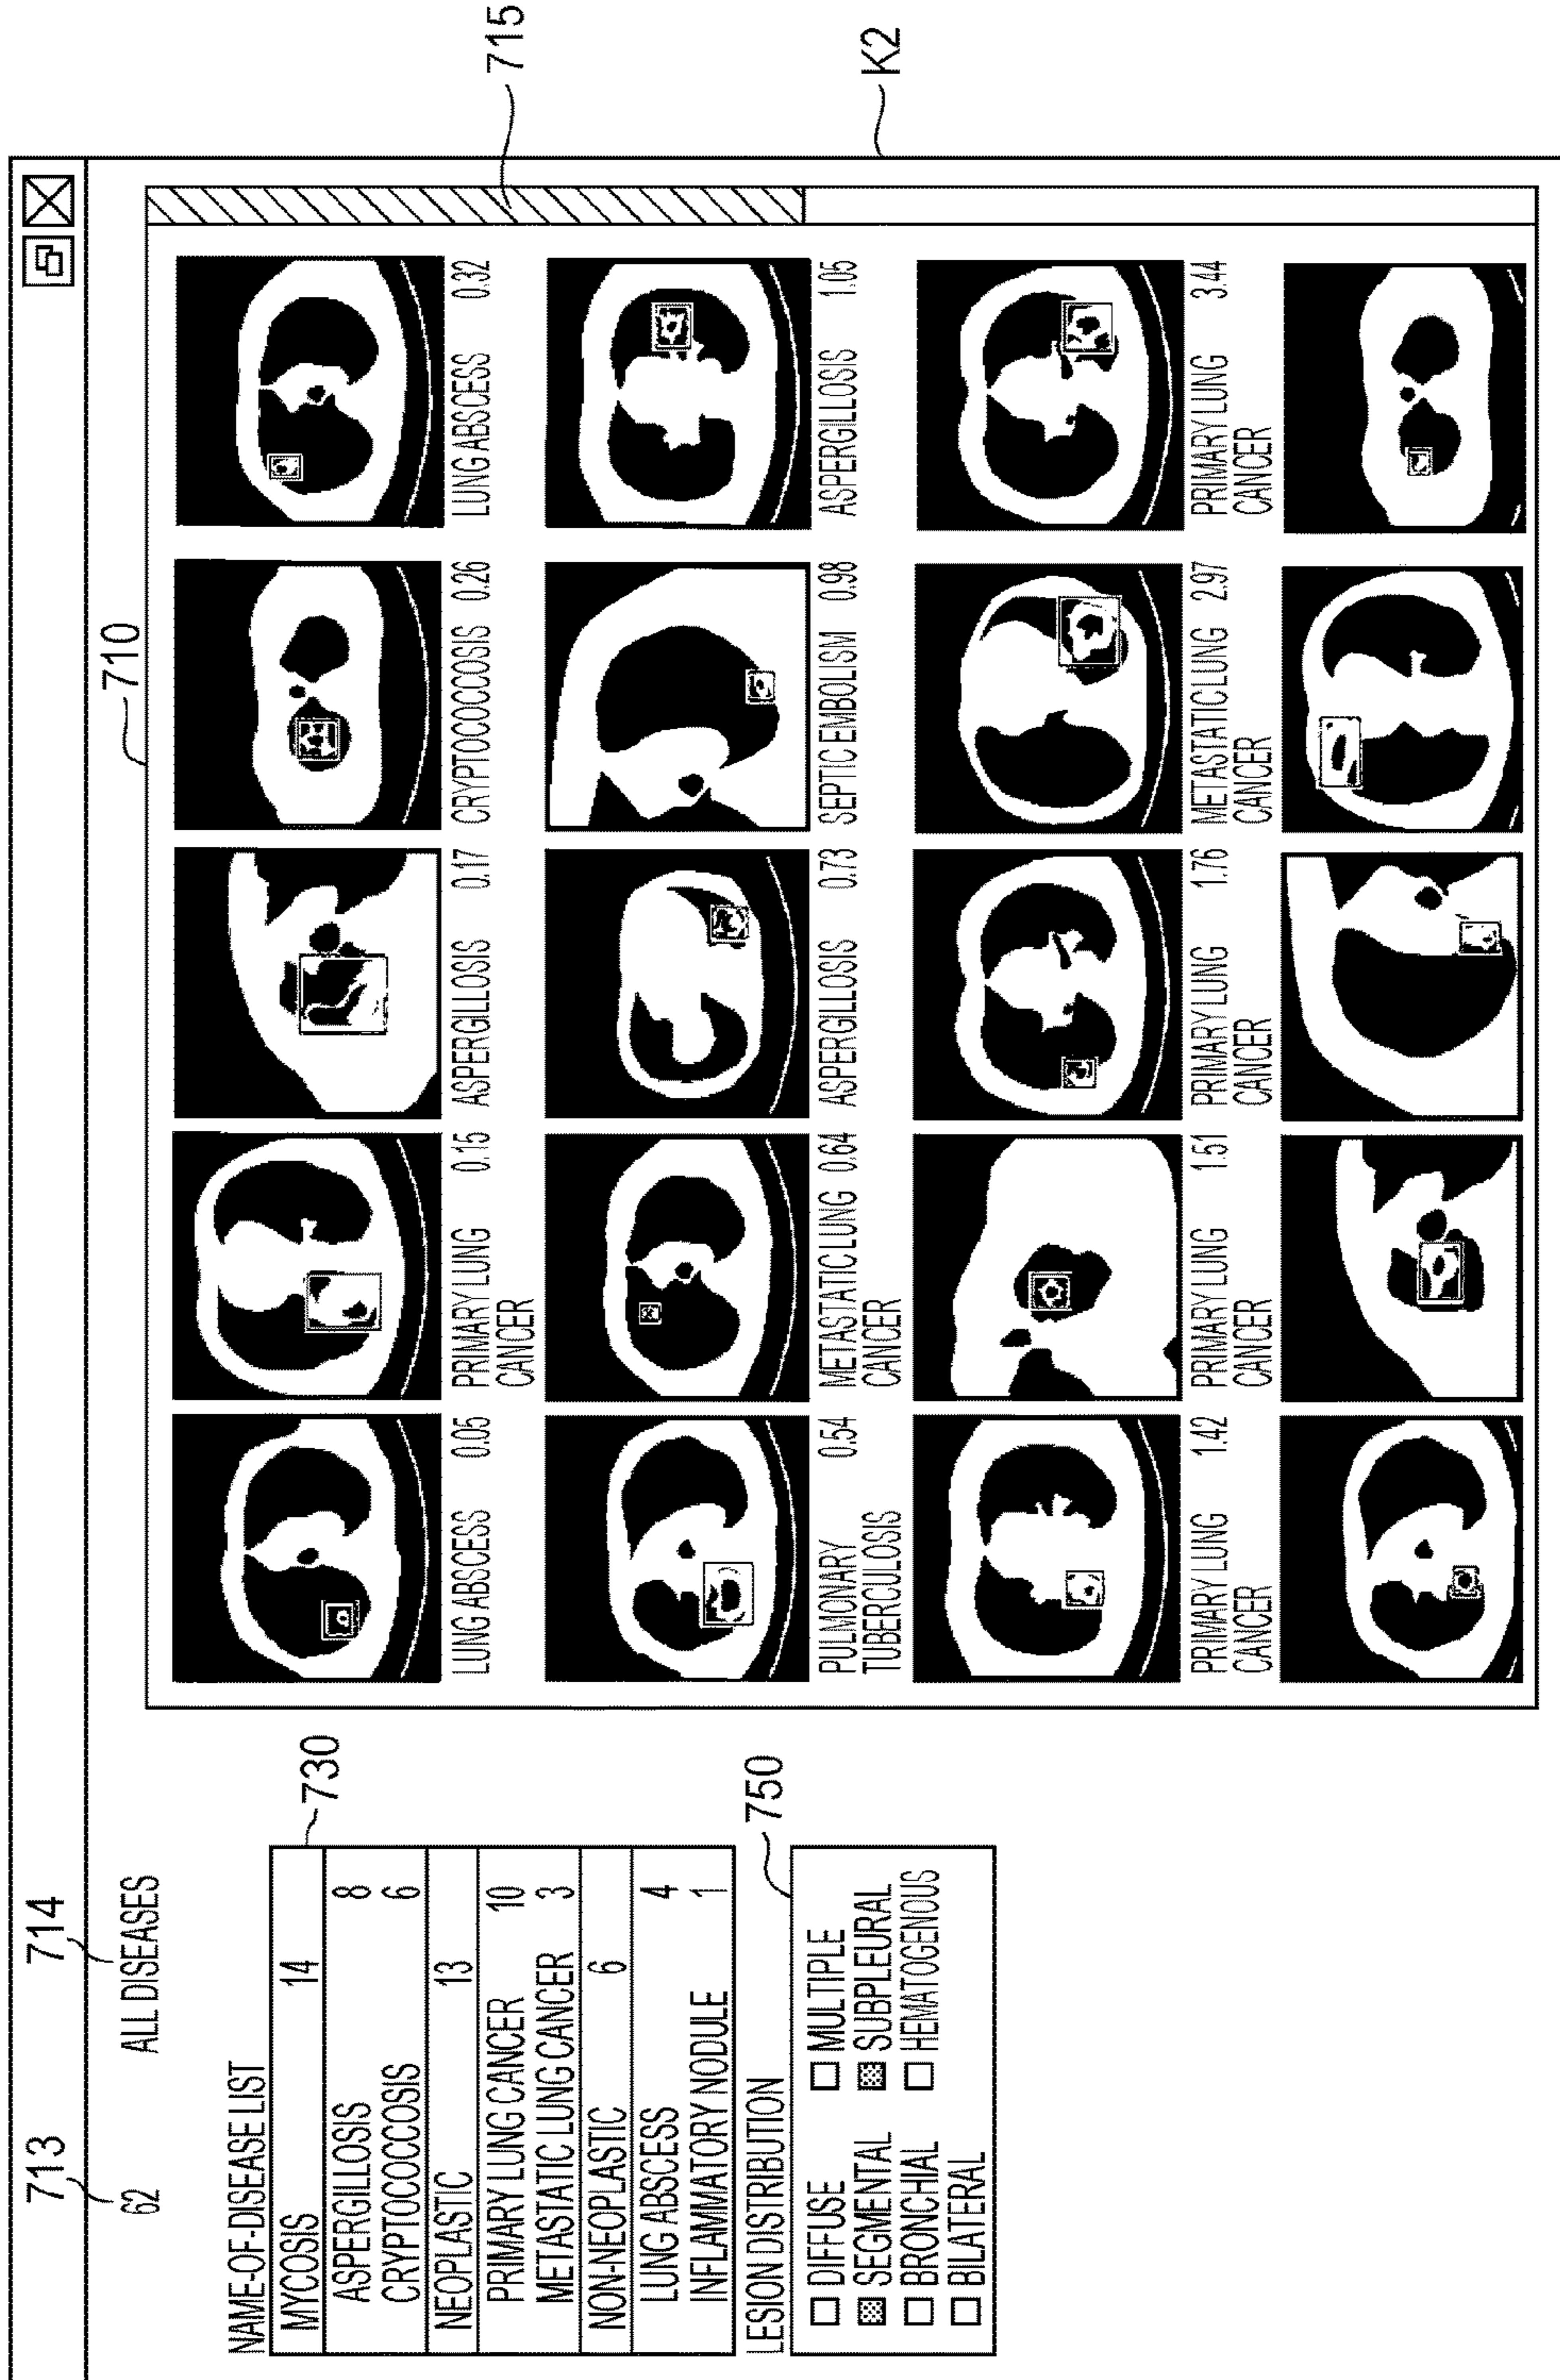 713
714
62
ALL DISEASES
NAME-OF-DISEASE LIST
730
MYCOSIS 14
ASPERGILLOSIS 8
CRYPTOCOCCOSIS 6
NEOPLASTIC 13
PRIMARY LUNG CANCER 10
METASTATIC LUNG CANCER 3
NON-NEOPLASTIC 6
LUNG ABSCESS 4
INFLAMMATORY NODULE 1
LESION DISTRIBUTION
750
DIFFUSE MULTIPLE
SEGMENTAL SUBPLEURAL
BRONCHIAL HEMATOGENOUS
BILATERAL
710
LUNG ABSCESS 0.05
PRIMARY LUNG 0.15
CANCER
ASPERGILLOSIS 0.17
CRYPTOCOCCOSIS 0.26
LUNG ABSCESS 0.32
PULMONARY 0.54
TUBERCULOSIS
METASTATIC LUNG 0.64
CANCER
ASPERGILLOSIS 0.73
SEPTIC EMBOLISM 0.98
ASPERGILLOSIS 1.05
PRIMARY LUNG 1.42
CANCER
PRIMARY LUNG 1.51
CANCER
PRIMARY LUNG 1.76
CANCER
METASTATIC LUNG 2.97
CANCER
PRIMARY LUNG 3.44
CANCER
715
K2